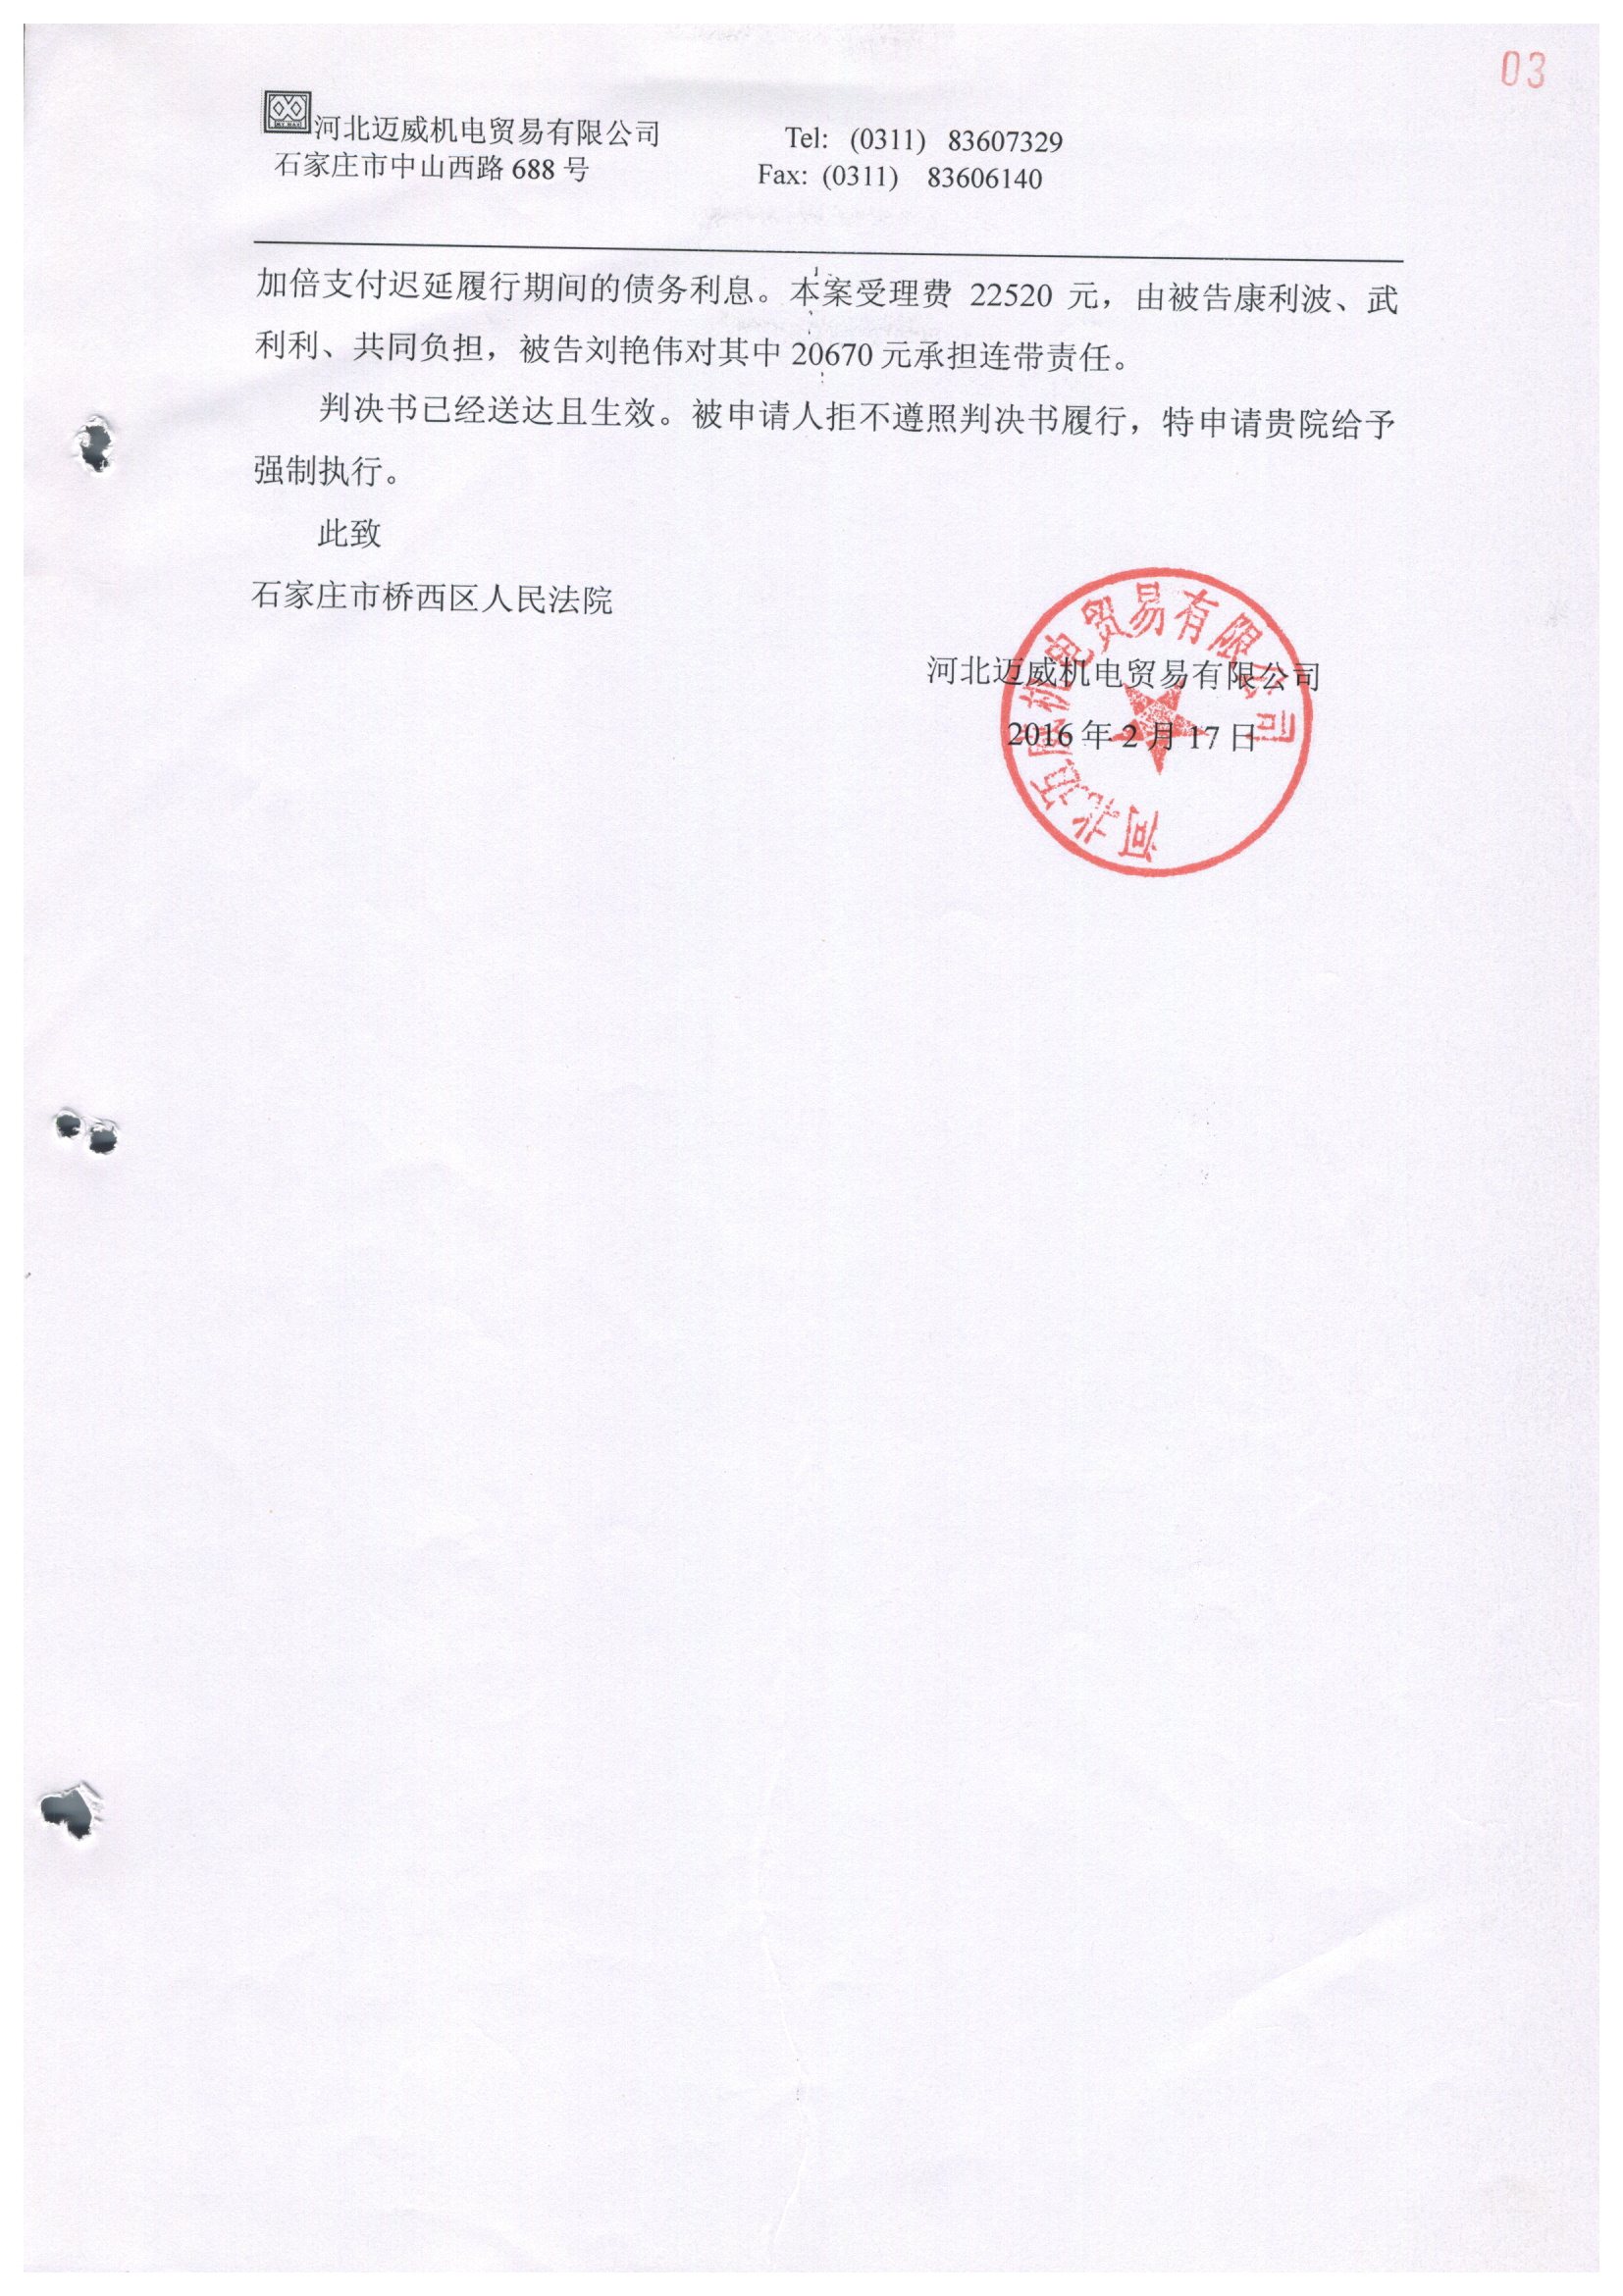 03
河北迈威机电贸易有限公司 Tel: (0311) 83607329
石家庄市中山西路 688 号 Fax: (0311) 83606140
加倍支付迟延履行期间的债务利息。本案受理费 22520 元，由被告康利波、武
利利、共同负担，被告刘艳伟对其中 20670 元承担连带责任。
判决书已经送达且生效。被申请人拒不遵照判决书履行，特申请贵院给予
强制执行。
此致
石家庄市桥西区人民法院
河北迈威机电贸易有限公司
2016 年 2 月 17 日
河北迈威机电贸易有限公司